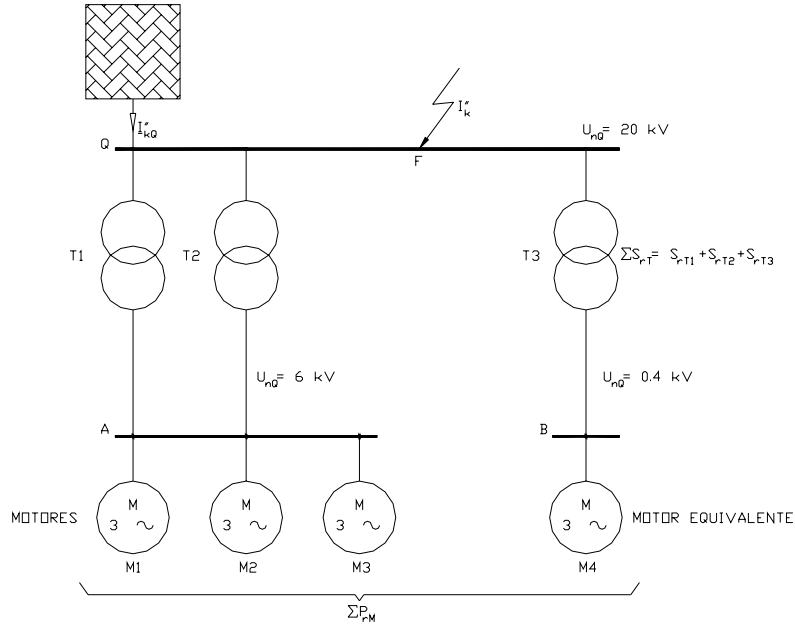 I"kQ
I"k
Q
UnQ= 20 kV
F
T1
T2
T3
ΣSrT= SrT1+SrT2+SrT3
UnQ= 6 kV
UnQ= 0.4 kV
A
B
MOTORES
M
3 ~
M
3 ~
M
3 ~
M
3 ~
MOTOR EQUIVALENTE
M1
M2
M3
M4
ΣPrM